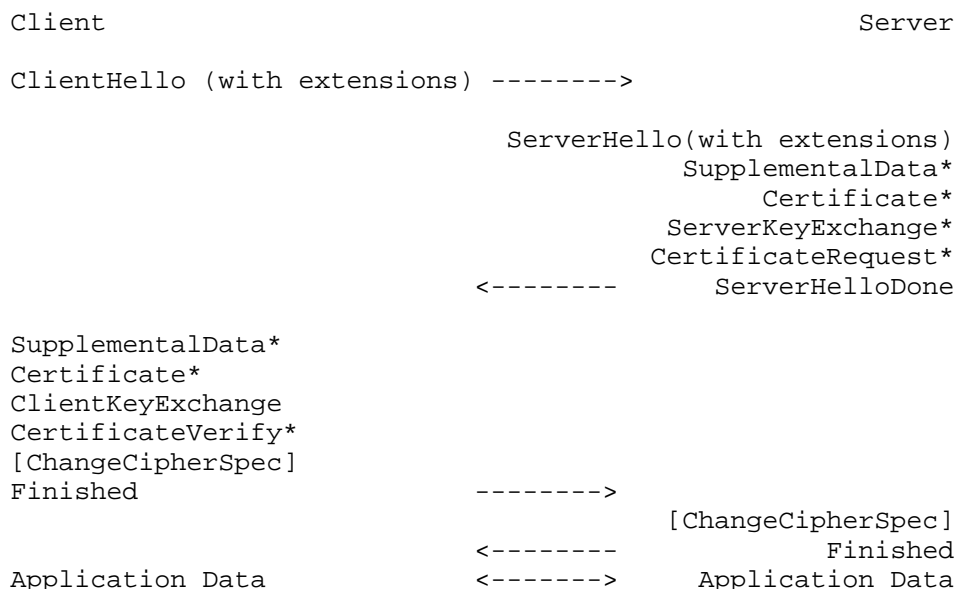 Client Server
ClientHello (with extensions) -------->
ServerHello(with extensions)
SupplementalData*
Certificate*
ServerKeyExchange*
CertificateRequest*
<-------- ServerHelloDone
SupplementalData*
Certificate*
ClientKeyExchange
CertificateVerify*
[ChangeCipherSpec]
Finished -------->
[ChangeCipherSpec]
<-------- Finished
Application Data <-------> Application Data